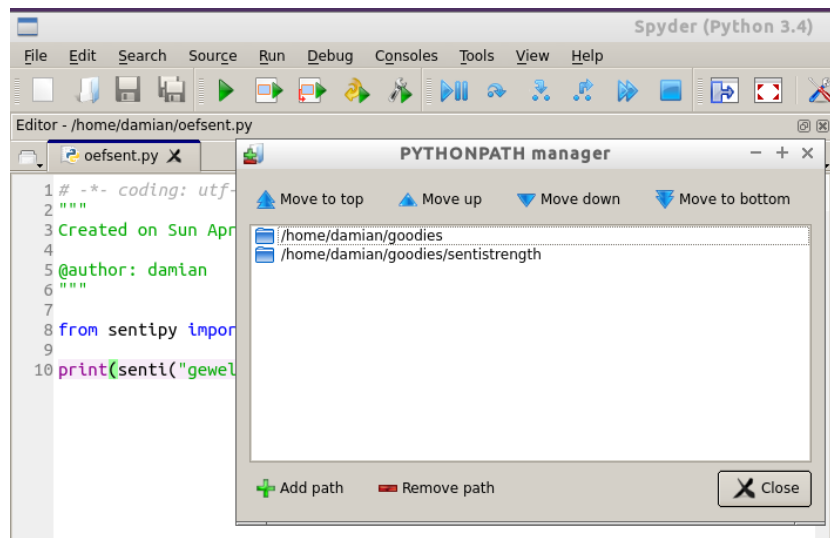 Spyder (Python 3.4)
File Edit Search Source Run Debug Consoles Tools View Help
Editor - /home/damian/oefsent.py
oefsent.py
PYTHONPATH manager
Move to top Move up Move down Move to bottom
/home/damian/goodies
/home/damian/goodies/sentistrength
1 # -*- coding: utf-
2 """
3 Created on Sun Apr
4
5 @author: damian
6 """
7
8 from sentipy impor
9
10 print(senti("gewel
Add path Remove path Close